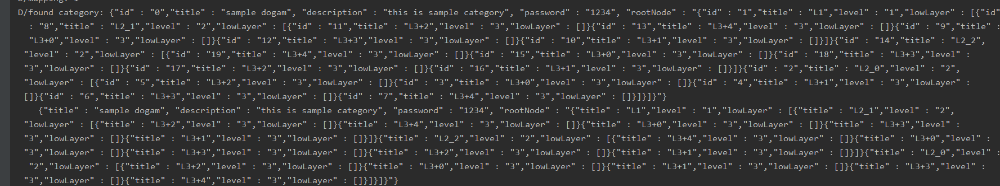 D/mapping: 1
D/found category: {"id" : "0","title" : "sample dogam", "description" : "this is sample category", "password" : "1234", "rootNode" : "{"id" : "1","title" : "L1","level" : "1","lowLayer" : [{"id"
: "8","title" : "L2_1","level" : "2","lowLayer" : [{"id" : "11","title" : "L3+2","level" : "3","lowLayer" : []}{"id" : "13","title" : "L3+4","level" : "3","lowLayer" : []}{"id" : "9","title" :
"L3+0","level" : "3","lowLayer" : []}{"id" : "12","title" : "L3+3","level" : "3","lowLayer" : []}{"id" : "10","title" : "L3+1","level" : "3","lowLayer" : []}]}{"id" : "14","title" : "L2_2",
"level" : "2","lowLayer" : [{"id" : "19","title" : "L3+4","level" : "3","lowLayer" : []}{"id" : "15","title" : "L3+0","level" : "3","lowLayer" : []}{"id" : "18","title" : "L3+3","level" :
"3","lowLayer" : []}{"id" : "17","title" : "L3+2","level" : "3","lowLayer" : []}{"id" : "16","title" : "L3+1","level" : "3","lowLayer" : []}]}{"id" : "2","title" : "L2_0","level" : "2",
"lowLayer" : [{"id" : "5","title" : "L3+2","level" : "3","lowLayer" : []}{"id" : "3","title" : "L3+0","level" : "3","lowLayer" : []}{"id" : "4","title" : "L3+1","level" : "3","lowLayer" :
[]}{"id" : "6","title" : "L3+3","level" : "3","lowLayer" : []}{"id" : "7","title" : "L3+4","level" : "3","lowLayer" : []}]}]}"}
{"title" : "sample dogam", "description" : "this is sample category", "password" : "1234", "rootNode" : "{"title" : "L1","level" : "1","lowLayer" : [{"title" : "L2_1","level" : "2",
"lowLayer" : [{"title" : "L3+2","level" : "3","lowLayer" : []}{"title" : "L3+4","level" : "3","lowLayer" : []}{"title" : "L3+0","level" : "3","lowLayer" : []}{"title" : "L3+3","level" :
"3","lowLayer" : []}{"title" : "L3+1","level" : "3","lowLayer" : []}]}{"title" : "L2_2","level" : "2","lowLayer" : [{"title" : "L3+4","level" : "3","lowLayer" : []}{"title" : "L3+0","level" :
"3","lowLayer" : []}{"title" : "L3+3","level" : "3","lowLayer" : []}{"title" : "L3+2","level" : "3","lowLayer" : []}{"title" : "L3+1","level" : "3","lowLayer" : []}]}{"title" : "L2_0","level" :
"2","lowLayer" : [{"title" : "L3+2","level" : "3","lowLayer" : []}{"title" : "L3+0","level" : "3","lowLayer" : []}{"title" : "L3+1","level" : "3","lowLayer" : []}{"title" : "L3+3","level" :
"3","lowLayer" : []}{"title" : "L3+4","level" : "3","lowLayer" : []}]}]}"}